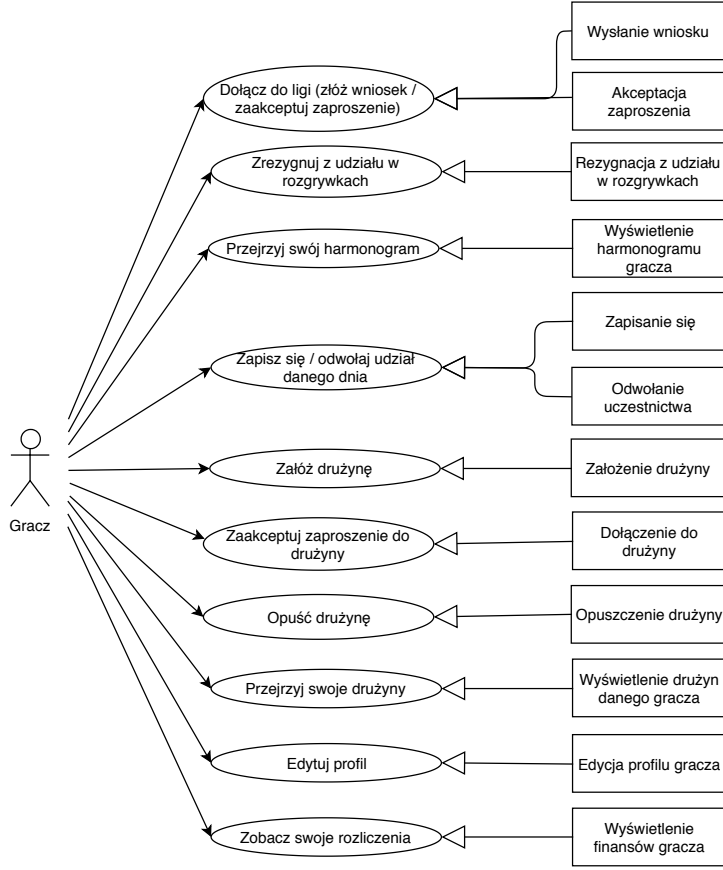 Wysłanie wniosku
Dołącz do ligi (złóż wniosek /
zaakceptuj zaproszenie)
Akceptacja
zaproszenia
Zrezygnuj z udziału w
rozgrywkach
Rezygnacja z udziału
w rozgrywkach
Przejrzyj swój harmonogram
Wyświetlenie
harmonogramu
gracza
Zapisz się / odwołaj udział
danego dnia
Zapisanie się
Odwołanie
uczestnictwa
Gracz
Załóż drużynę
Założenie drużyny
Zaakceptuj zaproszenie do
drużyny
Dołączenie do
drużyny
Opuść drużynę
Opuszczenie drużyny
Przejrzyj swoje drużyny
Wyświetlenie drużyn
danego gracza
Edytuj profil
Edycja profilu gracza
Zobacz swoje rozliczenia
Wyświetlenie
finansów gracza